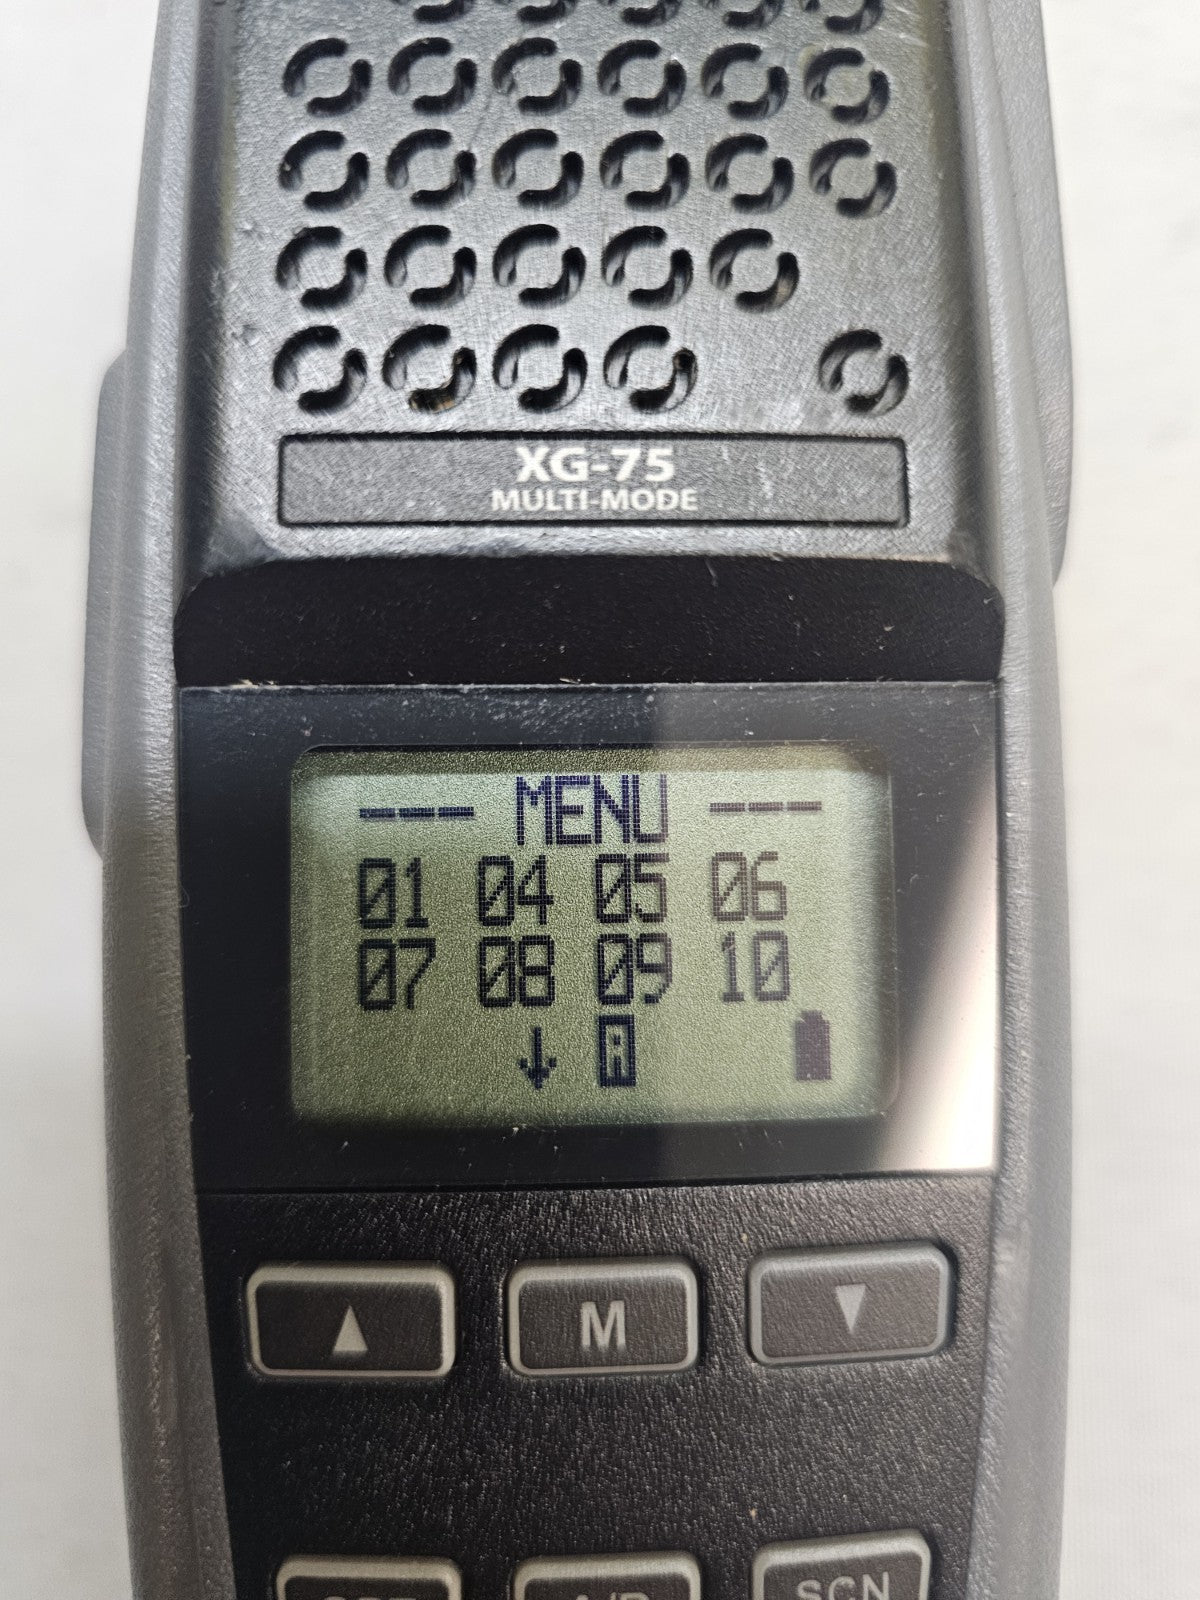 XG-75
MULTI-MODE
--- MENU ---
01 04 05 06
07 08 09 10
↓ A
▲ M ▼
SCN